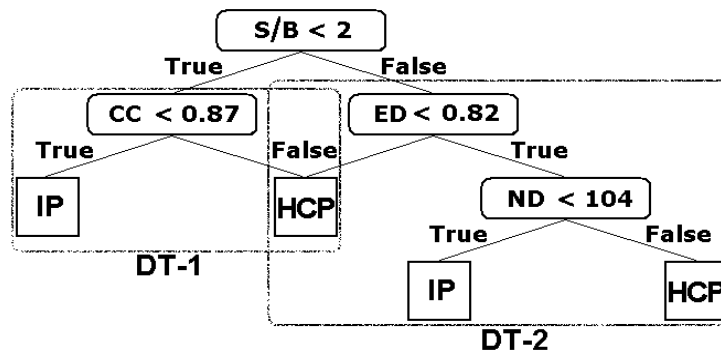 S/B < 2
True False
CC < 0.87 ED < 0.82
True False True
IP HCP ND < 104
True False
DT-1
IP HCP
DT-2